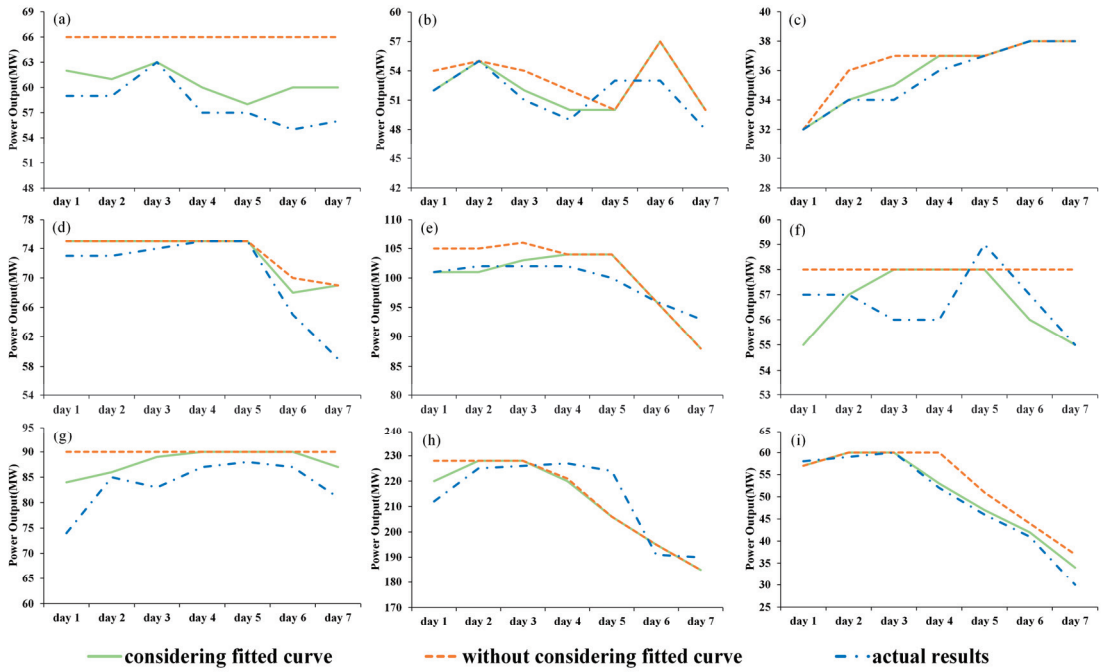 (a)
Power Output(MW)
69
66
63
60
57
54
51
48
day 1 day 2 day 3 day 4 day 5 day 6 day 7
(b)
Power Output(MW)
60
57
54
51
48
45
42
day 1 day 2 day 3 day 4 day 5 day 6 day 7
(c)
Power Output(MW)
40
38
36
34
32
30
28
day 1 day 2 day 3 day 4 day 5 day 6 day 7
(d)
Power Output(MW)
78
74
70
66
62
58
54
day 1 day 2 day 3 day 4 day 5 day 6 day 7
(e)
Power Output(MW)
110
105
100
95
90
85
80
day 1 day 2 day 3 day 4 day 5 day 6 day 7
(f)
Power Output(MW)
60
59
58
57
56
55
54
53
day 1 day 2 day 3 day 4 day 5 day 6 day 7
(g)
Power Output(MW)
95
90
85
80
75
70
65
60
day 1 day 2 day 3 day 4 day 5 day 6 day 7
(h)
Power Output(MW)
240
230
220
210
200
190
180
170
day 1 day 2 day 3 day 4 day 5 day 6 day 7
(i)
Power Output(MW)
65
60
55
50
45
40
35
30
25
day 1 day 2 day 3 day 4 day 5 day 6 day 7
considering fitted curve
without considering fitted curve
actual results